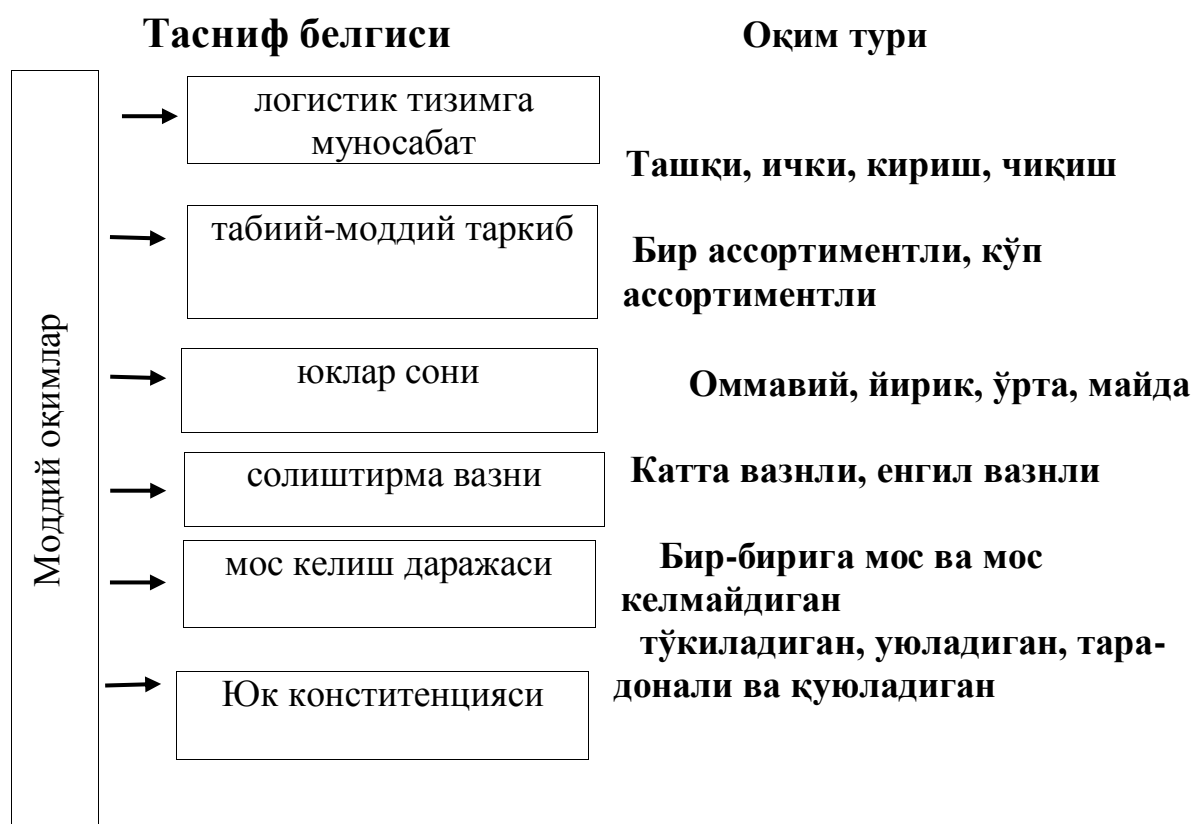 Тасниф белгиси
Оқим тури
Моддий оқимлар
логистик тизимга
муносабат
Ташқи, ички, кириш, чиқиш
табиий-моддий таркиб
Бир ассортиментли, кўп
ассортиментли
юклар сони
Оммавий, йирик, ўрта, майда
солиштирма вазни
Катта вазнли, енгил вазнли
мос келиш даражаси
Бир-бирига мос ва мос
келмайдиган
Юк конститенцияси
тўкиладиган, уюладиган, тара-
донали ва қуюладиган